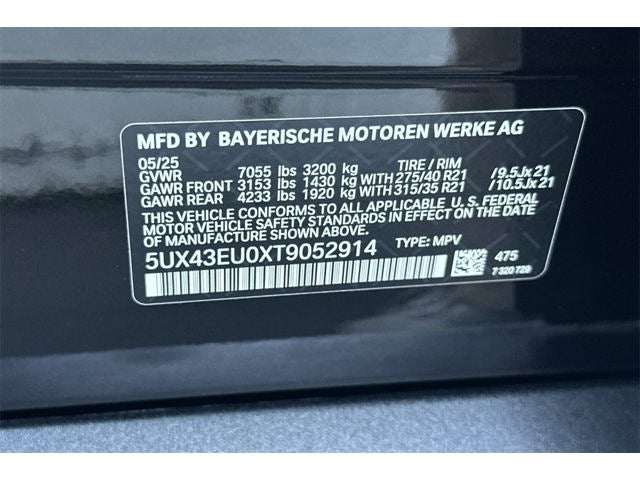 MFD BY BAYERISCHE MOTOREN WERKE AG
05/25
GVWR 7055 lbs 3200 kg TIRE / RIM
GAWR FRONT 3153 lbs 1430 kg WITH 275/40 R21 /9.5Jx21
GAWR REAR 4233 lbs 1920 kg WITH 315/35 R21 /10.5Jx21
THIS VEHICLE CONFORMS TO ALL APPLICABLE U. S. FEDERAL
MOTOR VEHICLE SAFETY STANDARDS IN EFFECT ON THE DATE
OF MANUFACTURE SHOWN ABOVE.
5UX43EU0XT9052914 TYPE: MPV
475
7 320 729